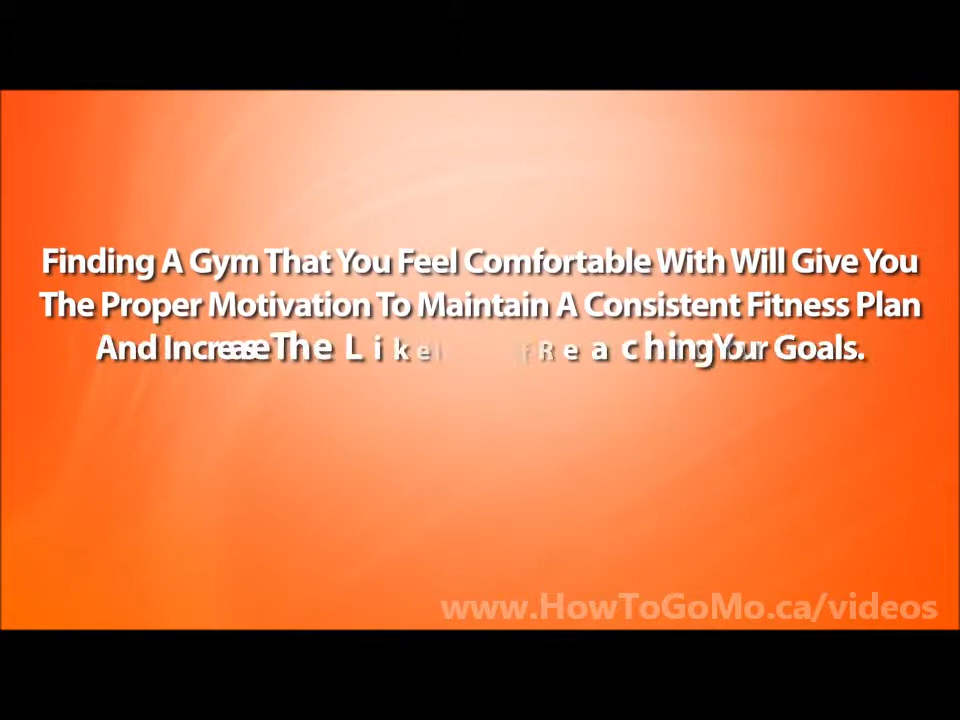 Finding A Gym That You Feel Comfortable With Will Give You
The Proper Motivation To Maintain A Consistent Fitness Plan
And Increase The Reaching Your Goals.
www.HowToGoMo.ca/videos